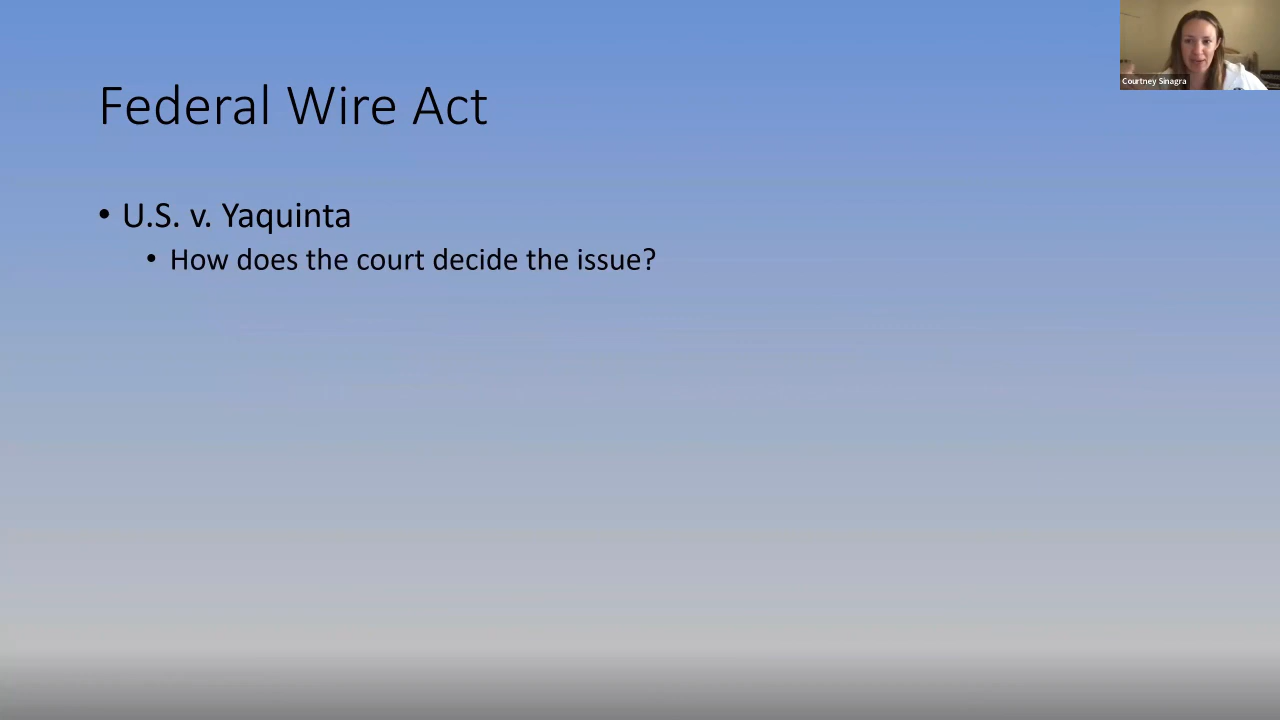 Courtney Sinagra
Federal Wire Act
• U.S. v. Yaquinta
• How does the court decide the issue?